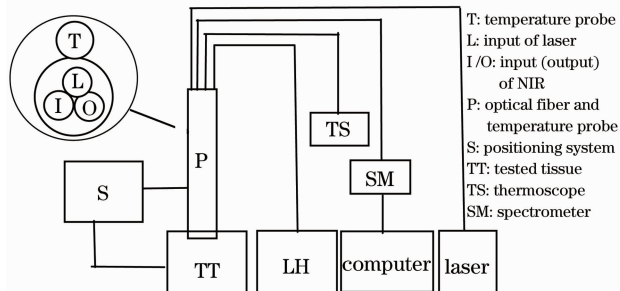 T
L
I
O
P
S
TS
SM
TT
LH
computer
laser
T: temperature probe
L: input of laser
I/O: input (output)
of NIR
P: optical fiber and
temperature probe
S: positioning system
TT: tested tissue
TS: thermoscope
SM: spectrometer